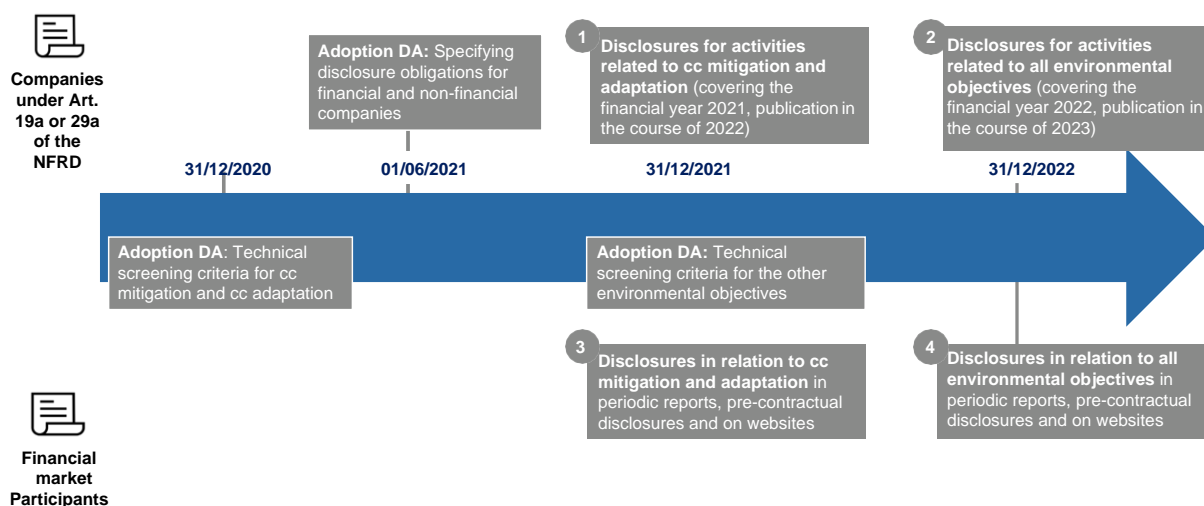 Companies
under Art.
19a or 29a
of the
NFRD
Adoption DA: Specifying
disclosure obligations for
financial and non-financial
companies
1
Disclosures for activities
related to cc mitigation and
adaptation (covering the
financial year 2021, publication in
the course of 2022)
2
Disclosures for activities
related to all environmental
objectives (covering the
financial year 2022, publication in
the course of 2023)
31/12/2020
01/06/2021
31/12/2021
31/12/2022
Adoption DA: Technical
screening criteria for cc
mitigation and cc adaptation
Adoption DA: Technical
screening criteria for the other
environmental objectives
3
Disclosures in relation to cc
mitigation and adaptation in
periodic reports, pre-contractual
disclosures and on websites
4
Disclosures in relation to all
environmental objectives in
periodic reports, pre-contractual
disclosures and on websites
Financial
market
Participants